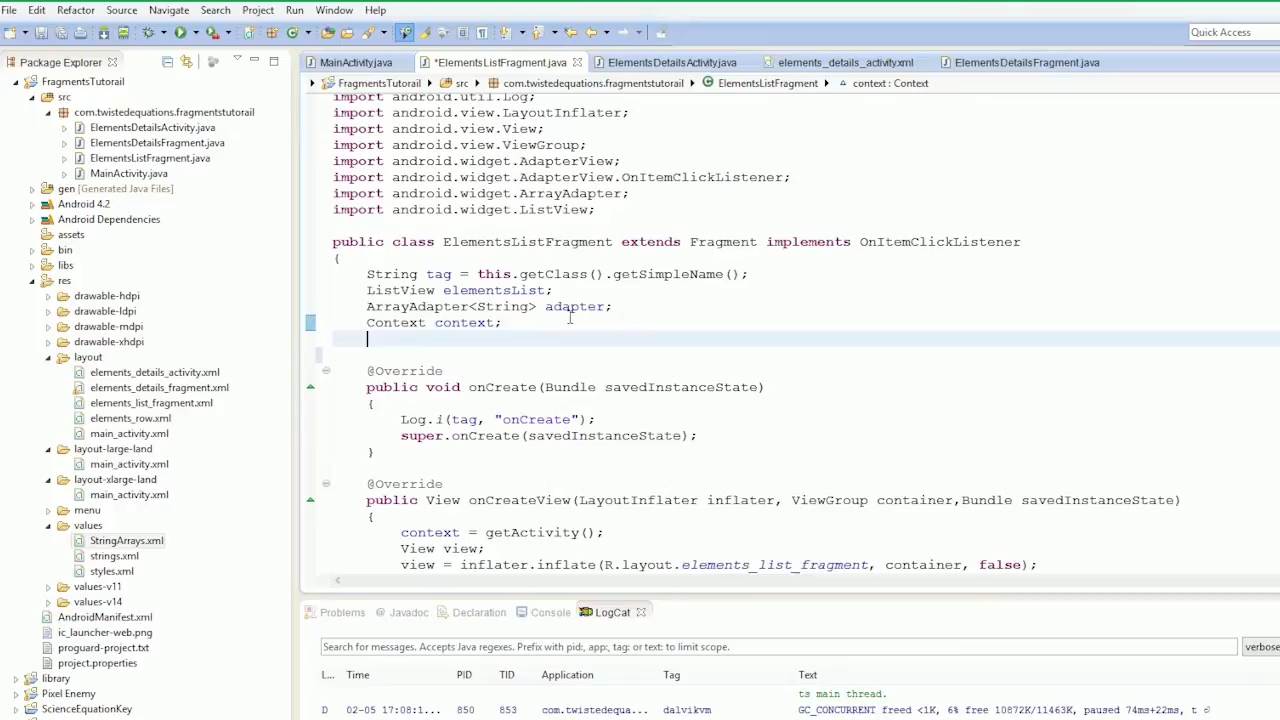 File Edit Refactor Source Navigate Search Project Run Window Help
Quick Access
Package Explorer
MainActivity.java *ElementsListFragment.java ElementsDetailsActivity.java elements_details_activity.xml ElementsDetailsFragment.java
FragmentsTutorail src com.twistedequations.fragmentstutorail ElementsListFragment context : Context
FragmentsTutorail
src
com.twistedequations.fragmentstutorail
ElementsDetailsActivity.java
ElementsDetailsFragment.java
ElementsListFragment.java
MainActivity.java
gen [Generated Java Files]
Android 4.2
Android Dependencies
assets
bin
libs
res
drawable-hdpi
drawable-ldpi
drawable-mdpi
drawable-xhdpi
layout
elements_details_activity.xml
elements_details_fragment.xml
elements_list_fragment.xml
elements_row.xml
main_activity.xml
layout-large-land
main_activity.xml
layout-xlarge-land
main_activity.xml
menu
values
StringArrays.xml
strings.xml
styles.xml
values-v11
values-v14
AndroidManifest.xml
ic_launcher-web.png
proguard-project.txt
project.properties
library
Pixel Enemy
ScienceEquationKey
import android.util.Log;
import android.view.LayoutInflater;
import android.view.View;
import android.view.ViewGroup;
import android.widget.AdapterView;
import android.widget.AdapterView.OnItemClickListener;
import android.widget.ArrayAdapter;
import android.widget.ListView;
public class ElementsListFragment extends Fragment implements OnItemClickListener
{
String tag = this.getClass().getSimpleName();
ListView elementsList;
ArrayAdapter<String> adapter;
Context context;
@Override
public void onCreate(Bundle savedInstanceState)
{
Log.i(tag, "onCreate");
super.onCreate(savedInstanceState);
}
@Override
public View onCreateView(LayoutInflater inflater, ViewGroup container,Bundle savedInstanceState)
{
context = getActivity();
View view;
view = inflater.inflate(R.layout.elements_list_fragment, container, false);
Problems @ Javadoc Declaration Console LogCat
Search for messages. Accepts Java regexes. Prefix with pid:, app:, tag: or text: to limit scope.
verbose
L... Time PID TID Application Tag Text
ts main thread.
D 02-05 17:08:1... 850 853 com.twistedequa... dalvikvm GC_CONCURRENT freed <1K, 6% free 10872K/11463K, paused 74ms+22ms, t